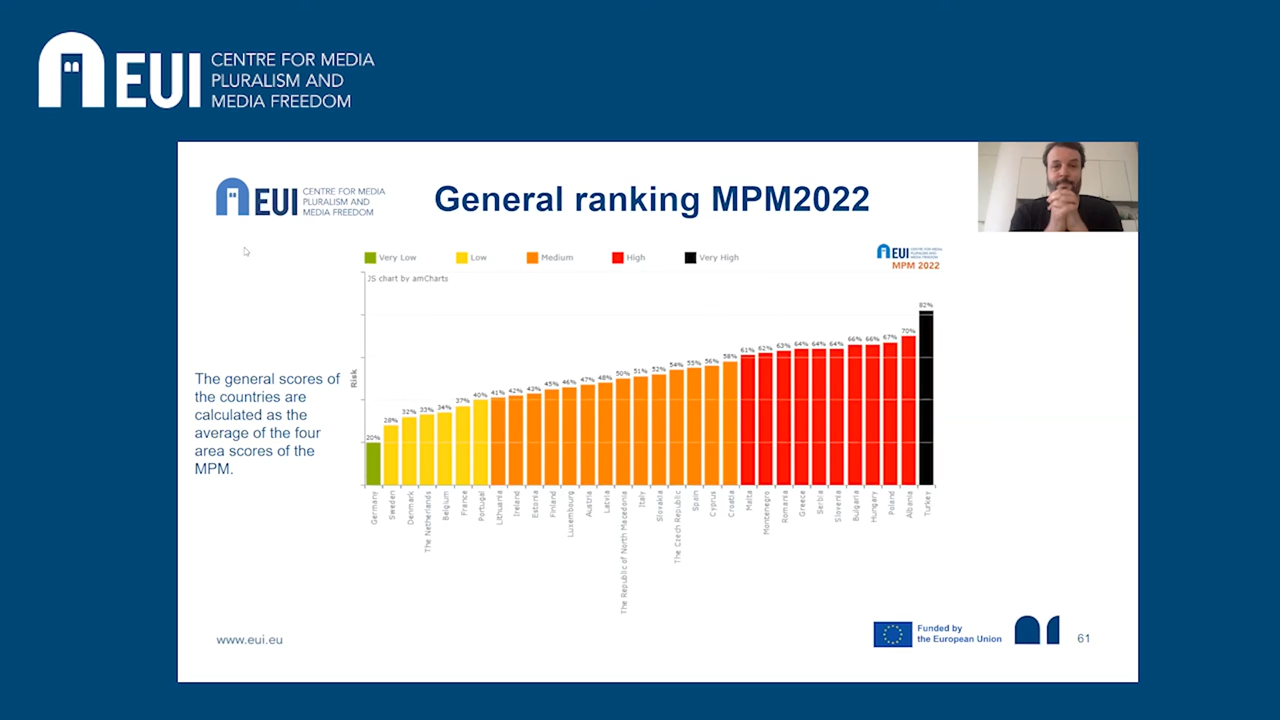 EUI
CENTRE FOR MEDIA
PLURALISM AND
MEDIA FREEDOM
EUI
CENTRE FOR MEDIA
PLURALISM AND
MEDIA FREEDOM
General ranking MPM2022
Very Low
Low
Medium
High
Very High
EUI
CENTRE FOR MEDIA
PLURALISM AND
MEDIA FREEDOM
MPM 2022
JS chart by amCharts
Risk
20%
28%
32%
33%
34%
37%
40%
41%
42%
43%
45%
46%
47%
48%
50%
51%
52%
54%
55%
56%
58%
61%
62%
63%
64%
64%
64%
66%
66%
67%
70%
82%
The general scores of
the countries are
calculated as the
average of the four
area scores of the
MPM.
Germany
Sweden
Denmark
The Netherlands
Belgium
France
Portugal
Lithuania
Ireland
Estonia
Finland
Luxembourg
Austria
Latvia
The Republic of North Macedonia
Italy
Slovakia
The Czech Republic
Spain
Cyprus
Croatia
Malta
Montenegro
Romania
Greece
Serbia
Slovenia
Bulgaria
Hungary
Poland
Albania
Turkey
www.eui.eu
Funded by
the European Union
61